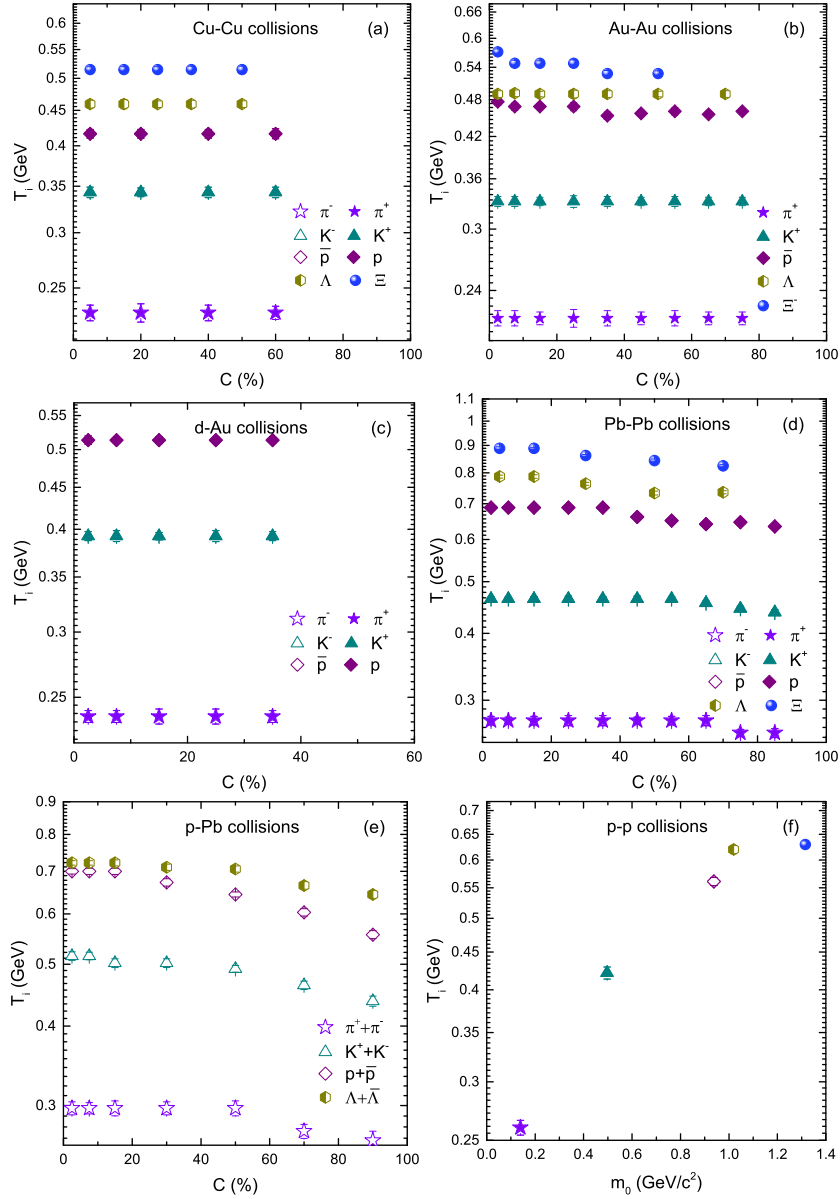 Cu-Cu collisions (a)
0.6
0.55
0.5
0.45
0.4
0.35
0.3
0.25
T_i (GeV
π⁻ π⁺
K⁻ K⁺
p̅ p
Λ Ξ
0 20 40 60 80 100
C (%)
Au-Au collisions (b)
0.66
0.6
0.54
0.48
0.42
0.36
0.3
0.24
T_i (GeV)
π⁺
K⁺
p̅
Λ
Ξ⁻
0 20 40 60 80 100
C (%)
d-Au collisions (c)
0.55
0.5
0.45
0.4
0.35
0.3
0.25
T_i (GeV)
π⁻ π⁺
K⁻ K⁺
p̅ p
0 20 40 60
C (%)
Pb-Pb collisions (d)
1.1
1
0.9
0.8
0.7
0.6
0.5
0.4
0.3
T_i (GeV)
π⁻ π⁺
K⁻ K⁺
p̅ p
Λ Ξ
0 20 40 60 80 100
C (%)
p-Pb collisions (e)
0.9
0.8
0.7
0.6
0.5
0.4
0.3
T_i (GeV)
π⁺+π⁻
K⁺+K⁻
p+p̅
Λ+Λ̅
0 20 40 60 80 100
C (%)
p-p collisions (f)
0.7
0.65
0.6
0.55
0.5
0.45
0.4
0.35
0.3
0.25
T_i (GeV)
0.0 0.2 0.4 0.6 0.8 1.0 1.2 1.4
m₀ (GeV/c²)